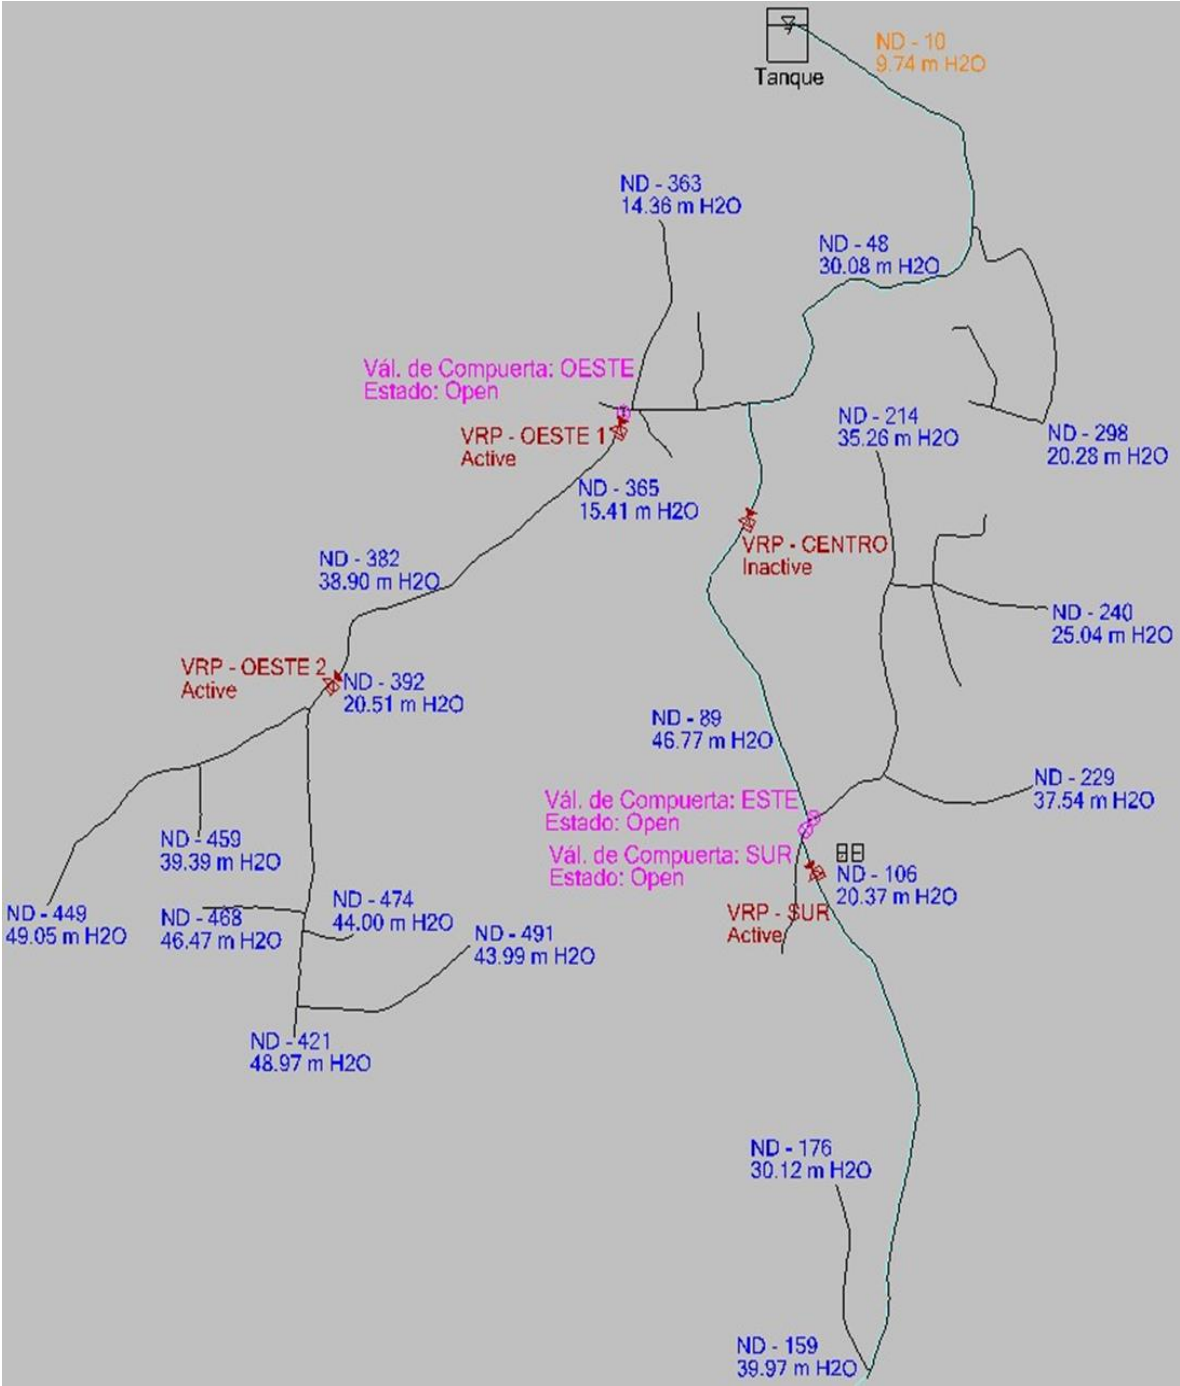 ND - 10
9.74 m H2O
Tanque
ND - 363
14.36 m H2O
ND - 48
30.08 m H2O
Vál. de Compuerta: OESTE
Estado: Open
VRP - OESTE 1
Active
ND - 214
35.26 m H2O
ND - 298
20.28 m H2O
ND - 365
15.41 m H2O
VRP - CENTRO
Inactive
ND - 382
38.90 m H2O
ND - 240
25.04 m H2O
VRP - OESTE 2
Active
ND - 392
20.51 m H2O
ND - 89
46.77 m H2O
ND - 229
37.54 m H2O
Vál. de Compuerta: ESTE
Estado: Open
Vál. de Compuerta: SUR
Estado: Open
ND - 106
20.37 m H2O
VRP - SUR
Active
ND - 459
39.39 m H2O
ND - 449
49.05 m H2O
ND - 468
46.47 m H2O
ND - 474
44.00 m H2O
ND - 491
43.99 m H2O
ND - 421
48.97 m H2O
ND - 176
30.12 m H2O
ND - 159
39.97 m H2O